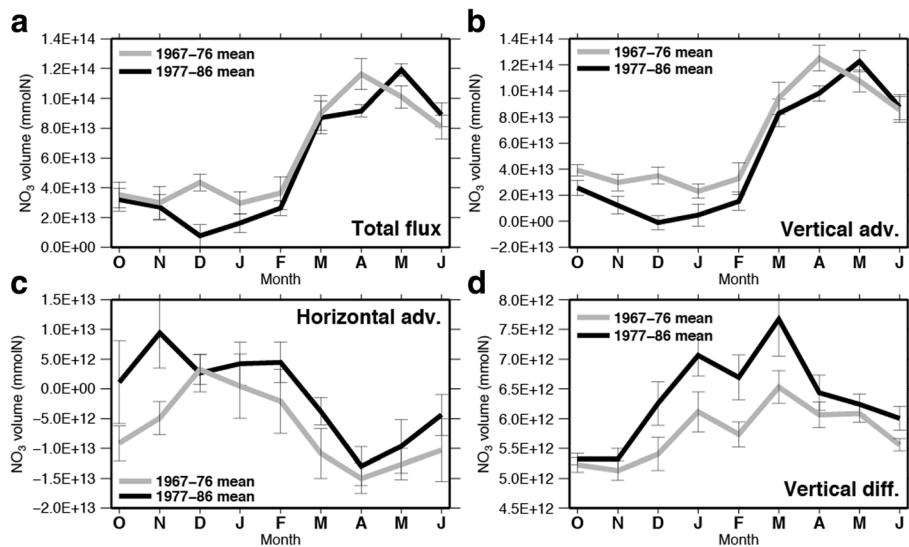 a
NO₃ volume (mmolN)
1.4E+14
1.2E+14
1.0E+14
8.0E+13
6.0E+13
4.0E+13
2.0E+13
0.0E+00
1967–76 mean
1977–86 mean
Total flux
O N D J F M A M J
Month
b
NO₃ volume (mmolN)
1.4E+14
1.2E+14
1.0E+14
8.0E+13
6.0E+13
4.0E+13
2.0E+13
0.0E+00
−2.0E+13
1967–76 mean
1977–86 mean
Vertical adv.
O N D J F M A M J
Month
c
NO₃ volume (mmolN)
1.5E+13
1.0E+13
5.0E+12
0.0E+00
−5.0E+12
−1.0E+13
−1.5E+13
−2.0E+13
Horizontal adv.
1967–76 mean
1977–86 mean
O N D J F M A M J
Month
d
NO₃ volume (mmolN)
8.0E+12
7.5E+12
7.0E+12
6.5E+12
6.0E+12
5.5E+12
5.0E+12
4.5E+12
1967–76 mean
1977–86 mean
Vertical diff.
O N D J F M A M J
Month